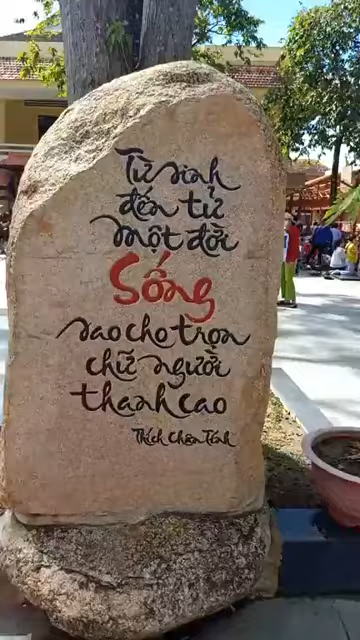 Từ sinh
đến tử
một đời
Sống
sao cho trọn
chữ người
thanh cao
Thích Chân Tính